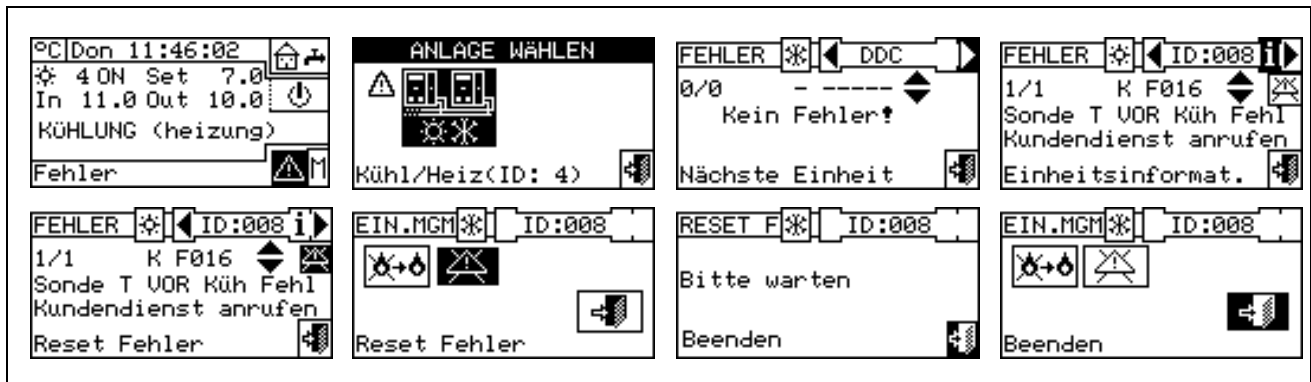 °C Don 11:46:02
4 ON Set 7.0
In 11.0 Out 10.0
KüHLUNG (heizung)
Fehler M
ANLAGE WäHLEN
Kühl/Heiz(ID: 4)
FEHLER DDC
0/0 - -----
Kein Fehler!
Nächste Einheit
FEHLER ID:008 i
1/1 K F016
Sonde T VOR Küh Fehl
Kundendienst anrufen
Einheitsinformat.
FEHLER ID:008 i
1/1 K F016
Sonde T VOR Küh Fehl
Kundendienst anrufen
Reset Fehler
EIN.MGM ID:008
Reset Fehler
RESET F ID:008
Bitte warten
Beenden
EIN.MGM ID:008
Beenden